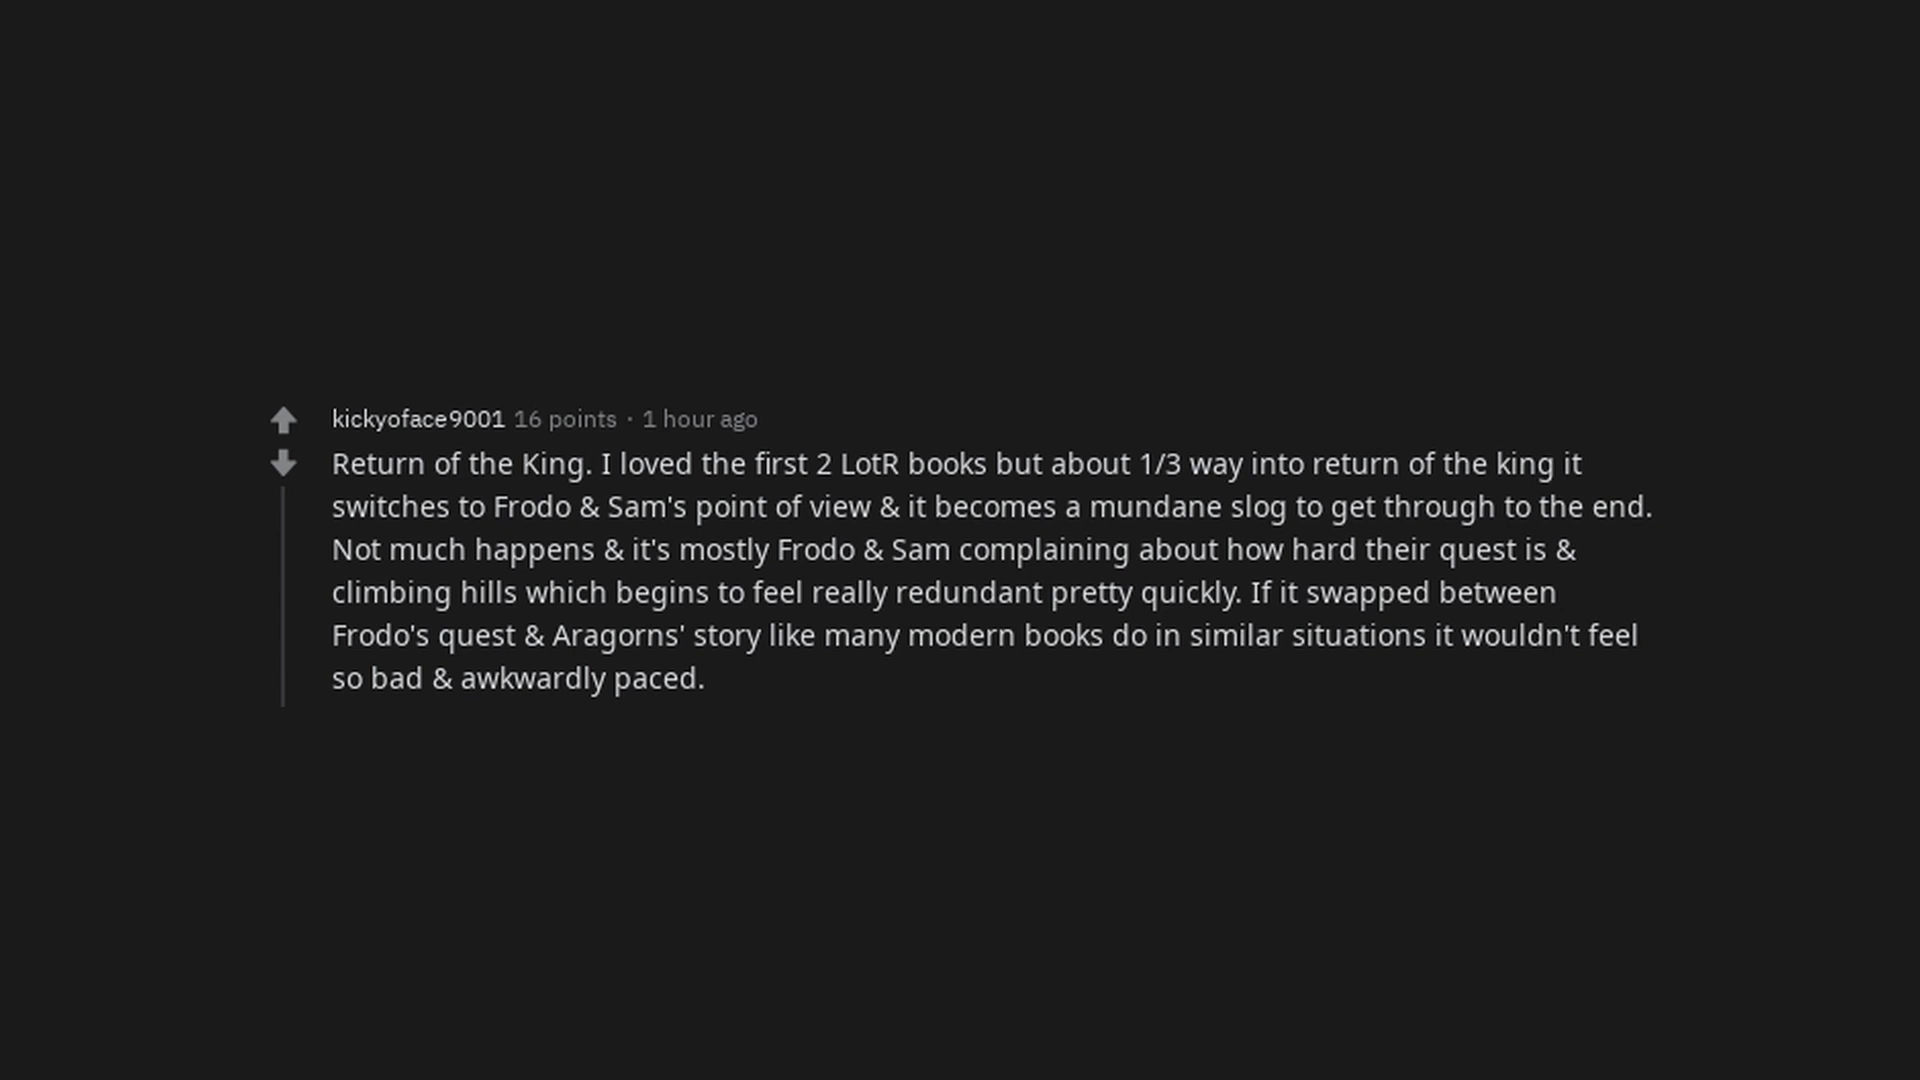 kickyoface9001 16 points · 1 hour ago
Return of the King. I loved the first 2 LotR books but about 1/3 way into return of the king it
switches to Frodo & Sam's point of view & it becomes a mundane slog to get through to the end.
Not much happens & it's mostly Frodo & Sam complaining about how hard their quest is &
climbing hills which begins to feel really redundant pretty quickly. If it swapped between
Frodo's quest & Aragorns' story like many modern books do in similar situations it wouldn't feel
so bad & awkwardly paced.